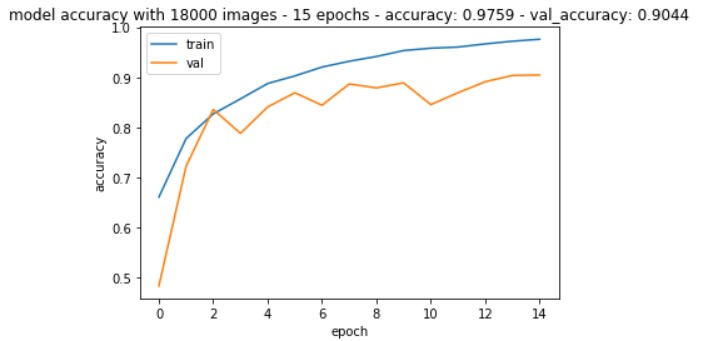 model accuracy with 18000 images - 15 epochs - accuracy: 0.9759 - val_accuracy: 0.9044
1.0
train
val
0.9
0.8
accuracy
0.7
0.6
0.5
0 2 4 6 8 10 12 14
epoch